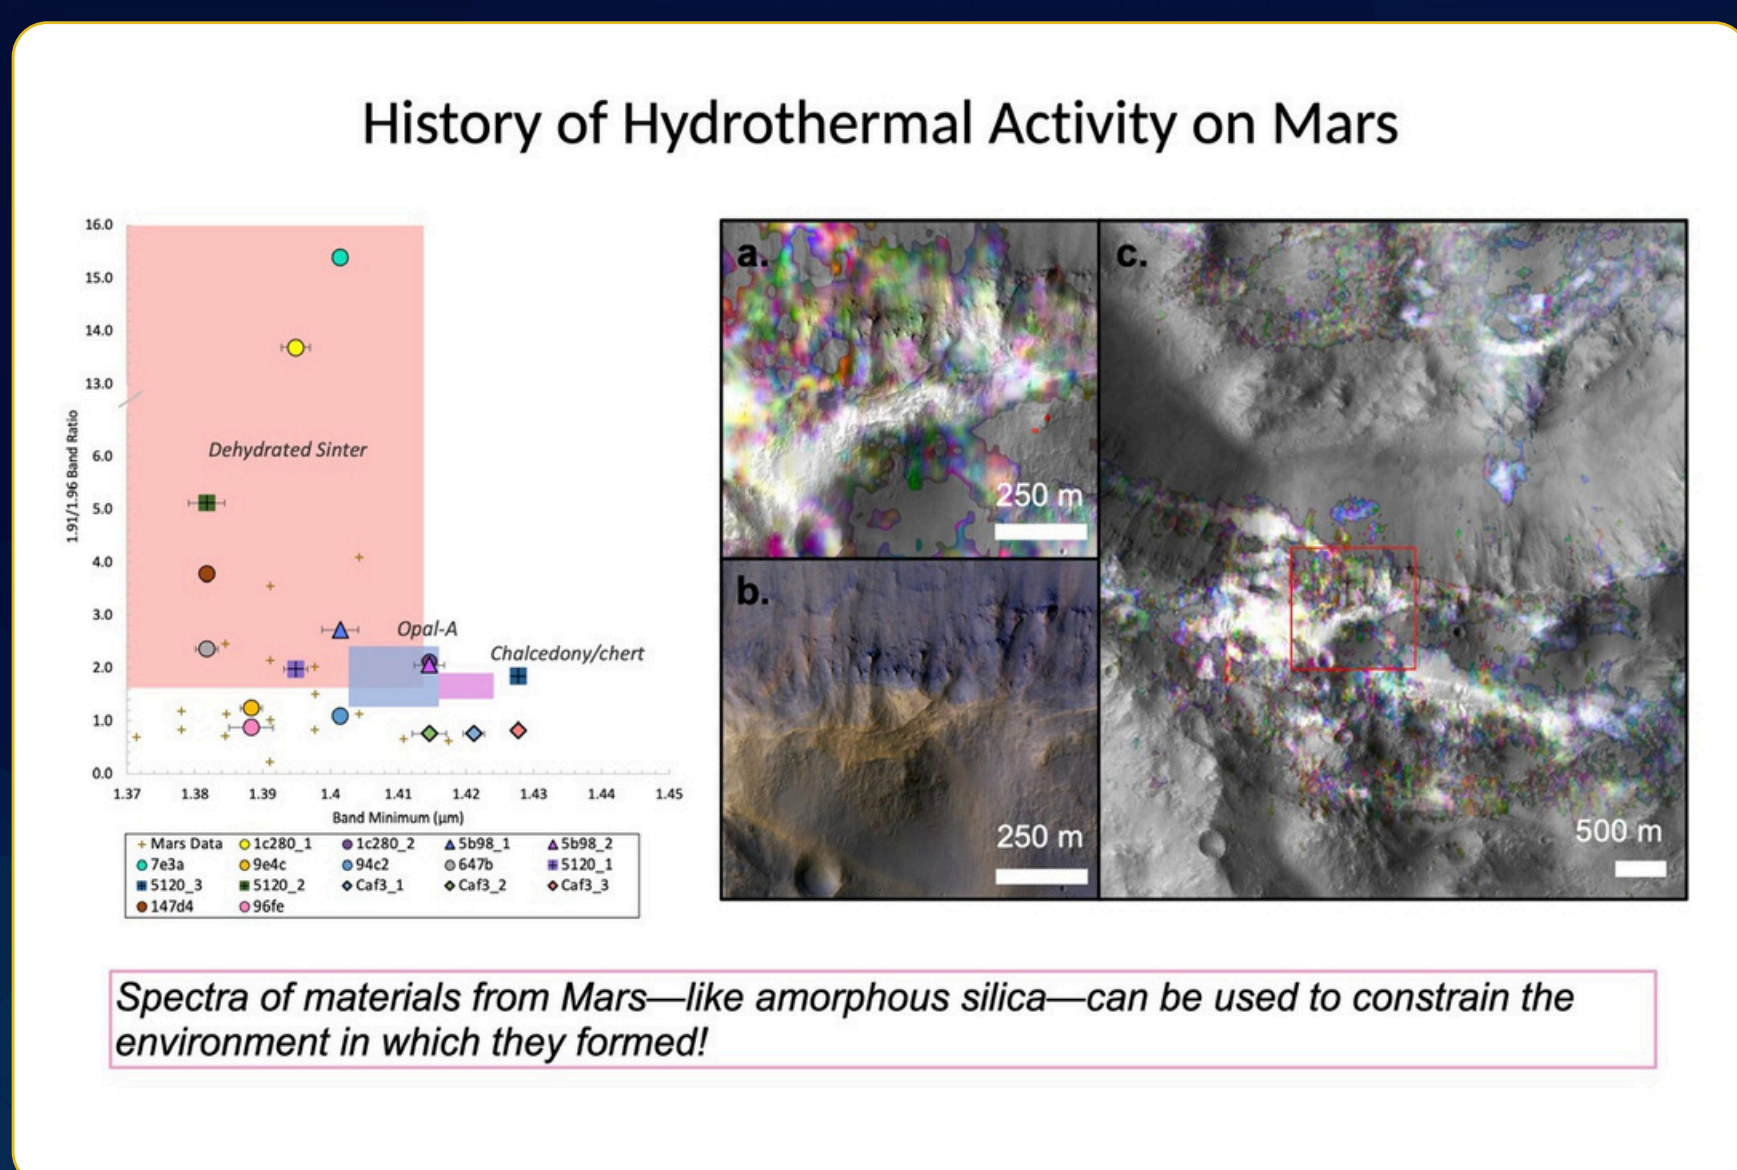 History of Hydrothermal Activity on Mars
16.0
15.0
14.0
13.0
6.0
5.0
4.0
3.0
2.0
1.0
0.0
1.91/1.96 Band Ratio
Dehydrated Sinter
Opal-A
Chalcedony/chert
1.37 1.38 1.39 1.4 1.41 1.42 1.43 1.44 1.45
Band Minimum (µm)
Mars Data 1c280_1 1c280_2 5b98_1 5b98_2
7e3a 9e4c 94c2 647b 5120_1
5120_3 5120_2 Caf3_1 Caf3_2 Caf3_3
147d4 96fe
a.
250 m
b.
250 m
c.
500 m
Spectra of materials from Mars—like amorphous silica—can be used to constrain the
environment in which they formed!